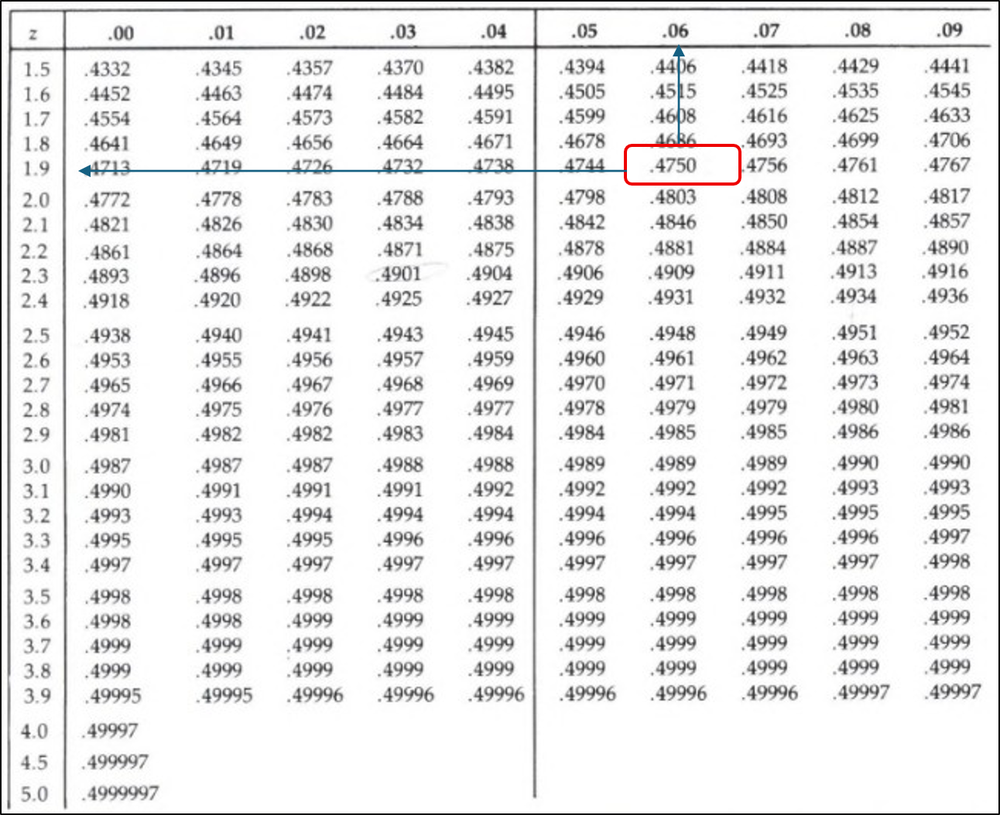 z .00 .01 .02 .03 .04 .05 .06 .07 .08 .09
1.5 .4332 .4345 .4357 .4370 .4382 .4394 .4406 .4418 .4429 .4441
1.6 .4452 .4463 .4474 .4484 .4495 .4505 .4515 .4525 .4535 .4545
1.7 .4554 .4564 .4573 .4582 .4591 .4599 .4608 .4616 .4625 .4633
1.8 .4641 .4649 .4656 .4664 .4671 .4678 .4686 .4693 .4699 .4706
1.9 .4713 .4719 .4726 .4732 .4738 .4744 .4750 .4756 .4761 .4767
2.0 .4772 .4778 .4783 .4788 .4793 .4798 .4803 .4808 .4812 .4817
2.1 .4821 .4826 .4830 .4834 .4838 .4842 .4846 .4850 .4854 .4857
2.2 .4861 .4864 .4868 .4871 .4875 .4878 .4881 .4884 .4887 .4890
2.3 .4893 .4896 .4898 .4901 .4904 .4906 .4909 .4911 .4913 .4916
2.4 .4918 .4920 .4922 .4925 .4927 .4929 .4931 .4932 .4934 .4936
2.5 .4938 .4940 .4941 .4943 .4945 .4946 .4948 .4949 .4951 .4952
2.6 .4953 .4955 .4956 .4957 .4959 .4960 .4961 .4962 .4963 .4964
2.7 .4965 .4966 .4967 .4968 .4969 .4970 .4971 .4972 .4973 .4974
2.8 .4974 .4975 .4976 .4977 .4977 .4978 .4979 .4979 .4980 .4981
2.9 .4981 .4982 .4982 .4983 .4984 .4984 .4985 .4985 .4986 .4986
3.0 .4987 .4987 .4987 .4988 .4988 .4989 .4989 .4989 .4990 .4990
3.1 .4990 .4991 .4991 .4991 .4992 .4992 .4992 .4992 .4993 .4993
3.2 .4993 .4993 .4994 .4994 .4994 .4994 .4994 .4995 .4995 .4995
3.3 .4995 .4995 .4995 .4996 .4996 .4996 .4996 .4996 .4996 .4997
3.4 .4997 .4997 .4997 .4997 .4997 .4997 .4997 .4997 .4997 .4998
3.5 .4998 .4998 .4998 .4998 .4998 .4998 .4998 .4998 .4998 .4998
3.6 .4998 .4998 .4999 .4999 .4999 .4999 .4999 .4999 .4999 .4999
3.7 .4999 .4999 .4999 .4999 .4999 .4999 .4999 .4999 .4999 .4999
3.8 .4999 .4999 .4999 .4999 .4999 .4999 .4999 .4999 .4999 .4999
3.9 .49995 .49995 .49996 .49996 .49996 .49996 .49996 .49996 .49997 .49997
4.0 .49997
4.5 .499997
5.0 .4999997